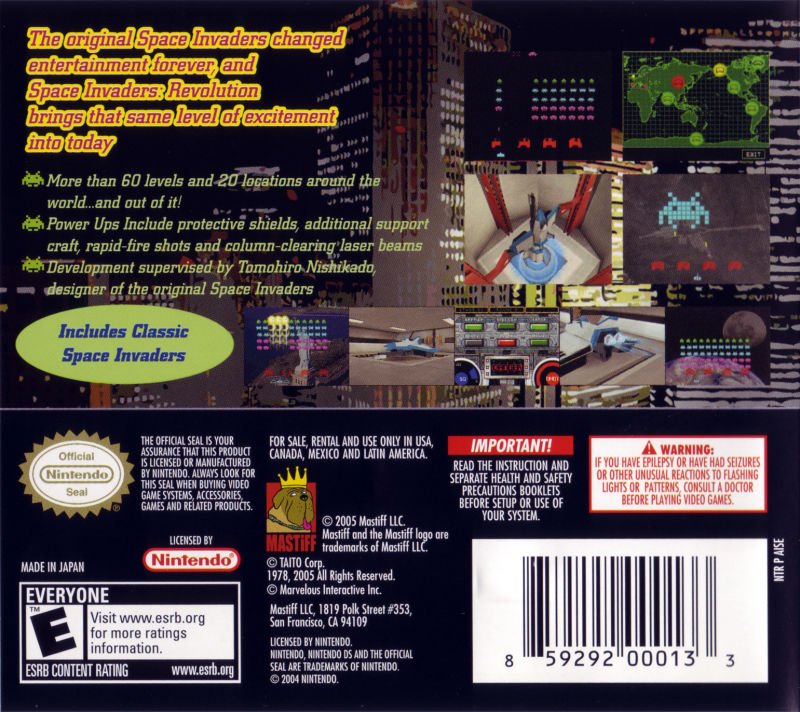 The original Space Invaders changed
entertainment forever, and
Space Invaders: Revolution
brings that same level of excitement
into today
More than 60 levels and 20 locations around the
world...and out of it!
Power Ups Include protective shields, additional support
craft, rapid-fire shots and column-clearing laser beams
Development supervised by Tomohiro Nishikado,
designer of the original Space Invaders
Includes Classic
Space Invaders
EXIT
Official
Nintendo
Seal
®
THE OFFICIAL SEAL IS YOUR
ASSURANCE THAT THIS PRODUCT
IS LICENSED OR MANUFACTURED
BY NINTENDO. ALWAYS LOOK FOR
THIS SEAL WHEN BUYING VIDEO
GAME SYSTEMS, ACCESSORIES,
GAMES AND RELATED PRODUCTS.
LICENSED BY
Nintendo®
MADE IN JAPAN
EVERYONE
E
TM
Visit www.esrb.org
for more ratings
information.
ESRB CONTENT RATING www.esrb.org
FOR SALE, RENTAL AND USE ONLY IN USA,
CANADA, MEXICO AND LATIN AMERICA.
MASTIFF
© 2005 Mastiff LLC.
Mastiff and the Mastiff logo are
trademarks of Mastiff LLC.
© TAITO Corp.
1978, 2005 All Rights Reserved.
© Marvelous Interactive Inc.
Mastiff LLC, 1819 Polk Street #353,
San Francisco, CA 94109
LICENSED BY NINTENDO.
NINTENDO, NINTENDO DS AND THE OFFICIAL
SEAL ARE TRADEMARKS OF NINTENDO.
© 2004 NINTENDO.
IMPORTANT!
READ THE INSTRUCTION AND
SEPARATE HEALTH AND SAFETY
PRECAUTIONS BOOKLETS
BEFORE SETUP OR USE OF
YOUR SYSTEM.
WARNING:
IF YOU HAVE EPILEPSY OR HAVE HAD SEIZURES
OR OTHER UNUSUAL REACTIONS TO FLASHING
LIGHTS OR PATTERNS, CONSULT A DOCTOR
BEFORE PLAYING VIDEO GAMES.
NTR P AISE
8 59292 00013 3